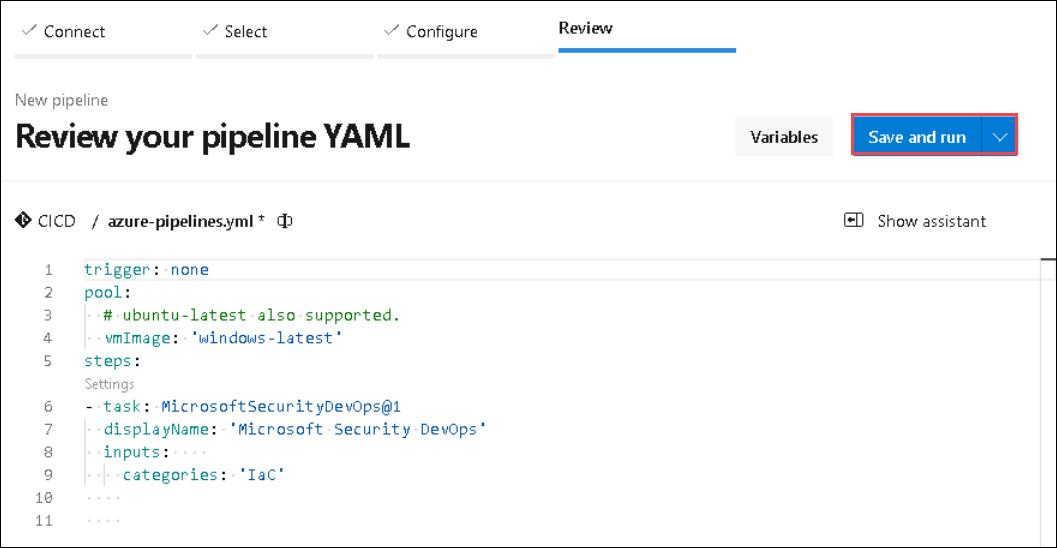 Connect Select Configure Review
New pipeline
Review your pipeline YAML
Variables Save and run
CICD / azure-pipelines.yml *
Show assistant
1 trigger: none
2 pool:
3 # ubuntu-latest also supported.
4 vmImage: 'windows-latest'
5 steps:
Settings
6 - task: MicrosoftSecurityDevOps@1
7 displayName: 'Microsoft Security DevOps'
8 inputs:
9 categories: 'IaC'
10
11